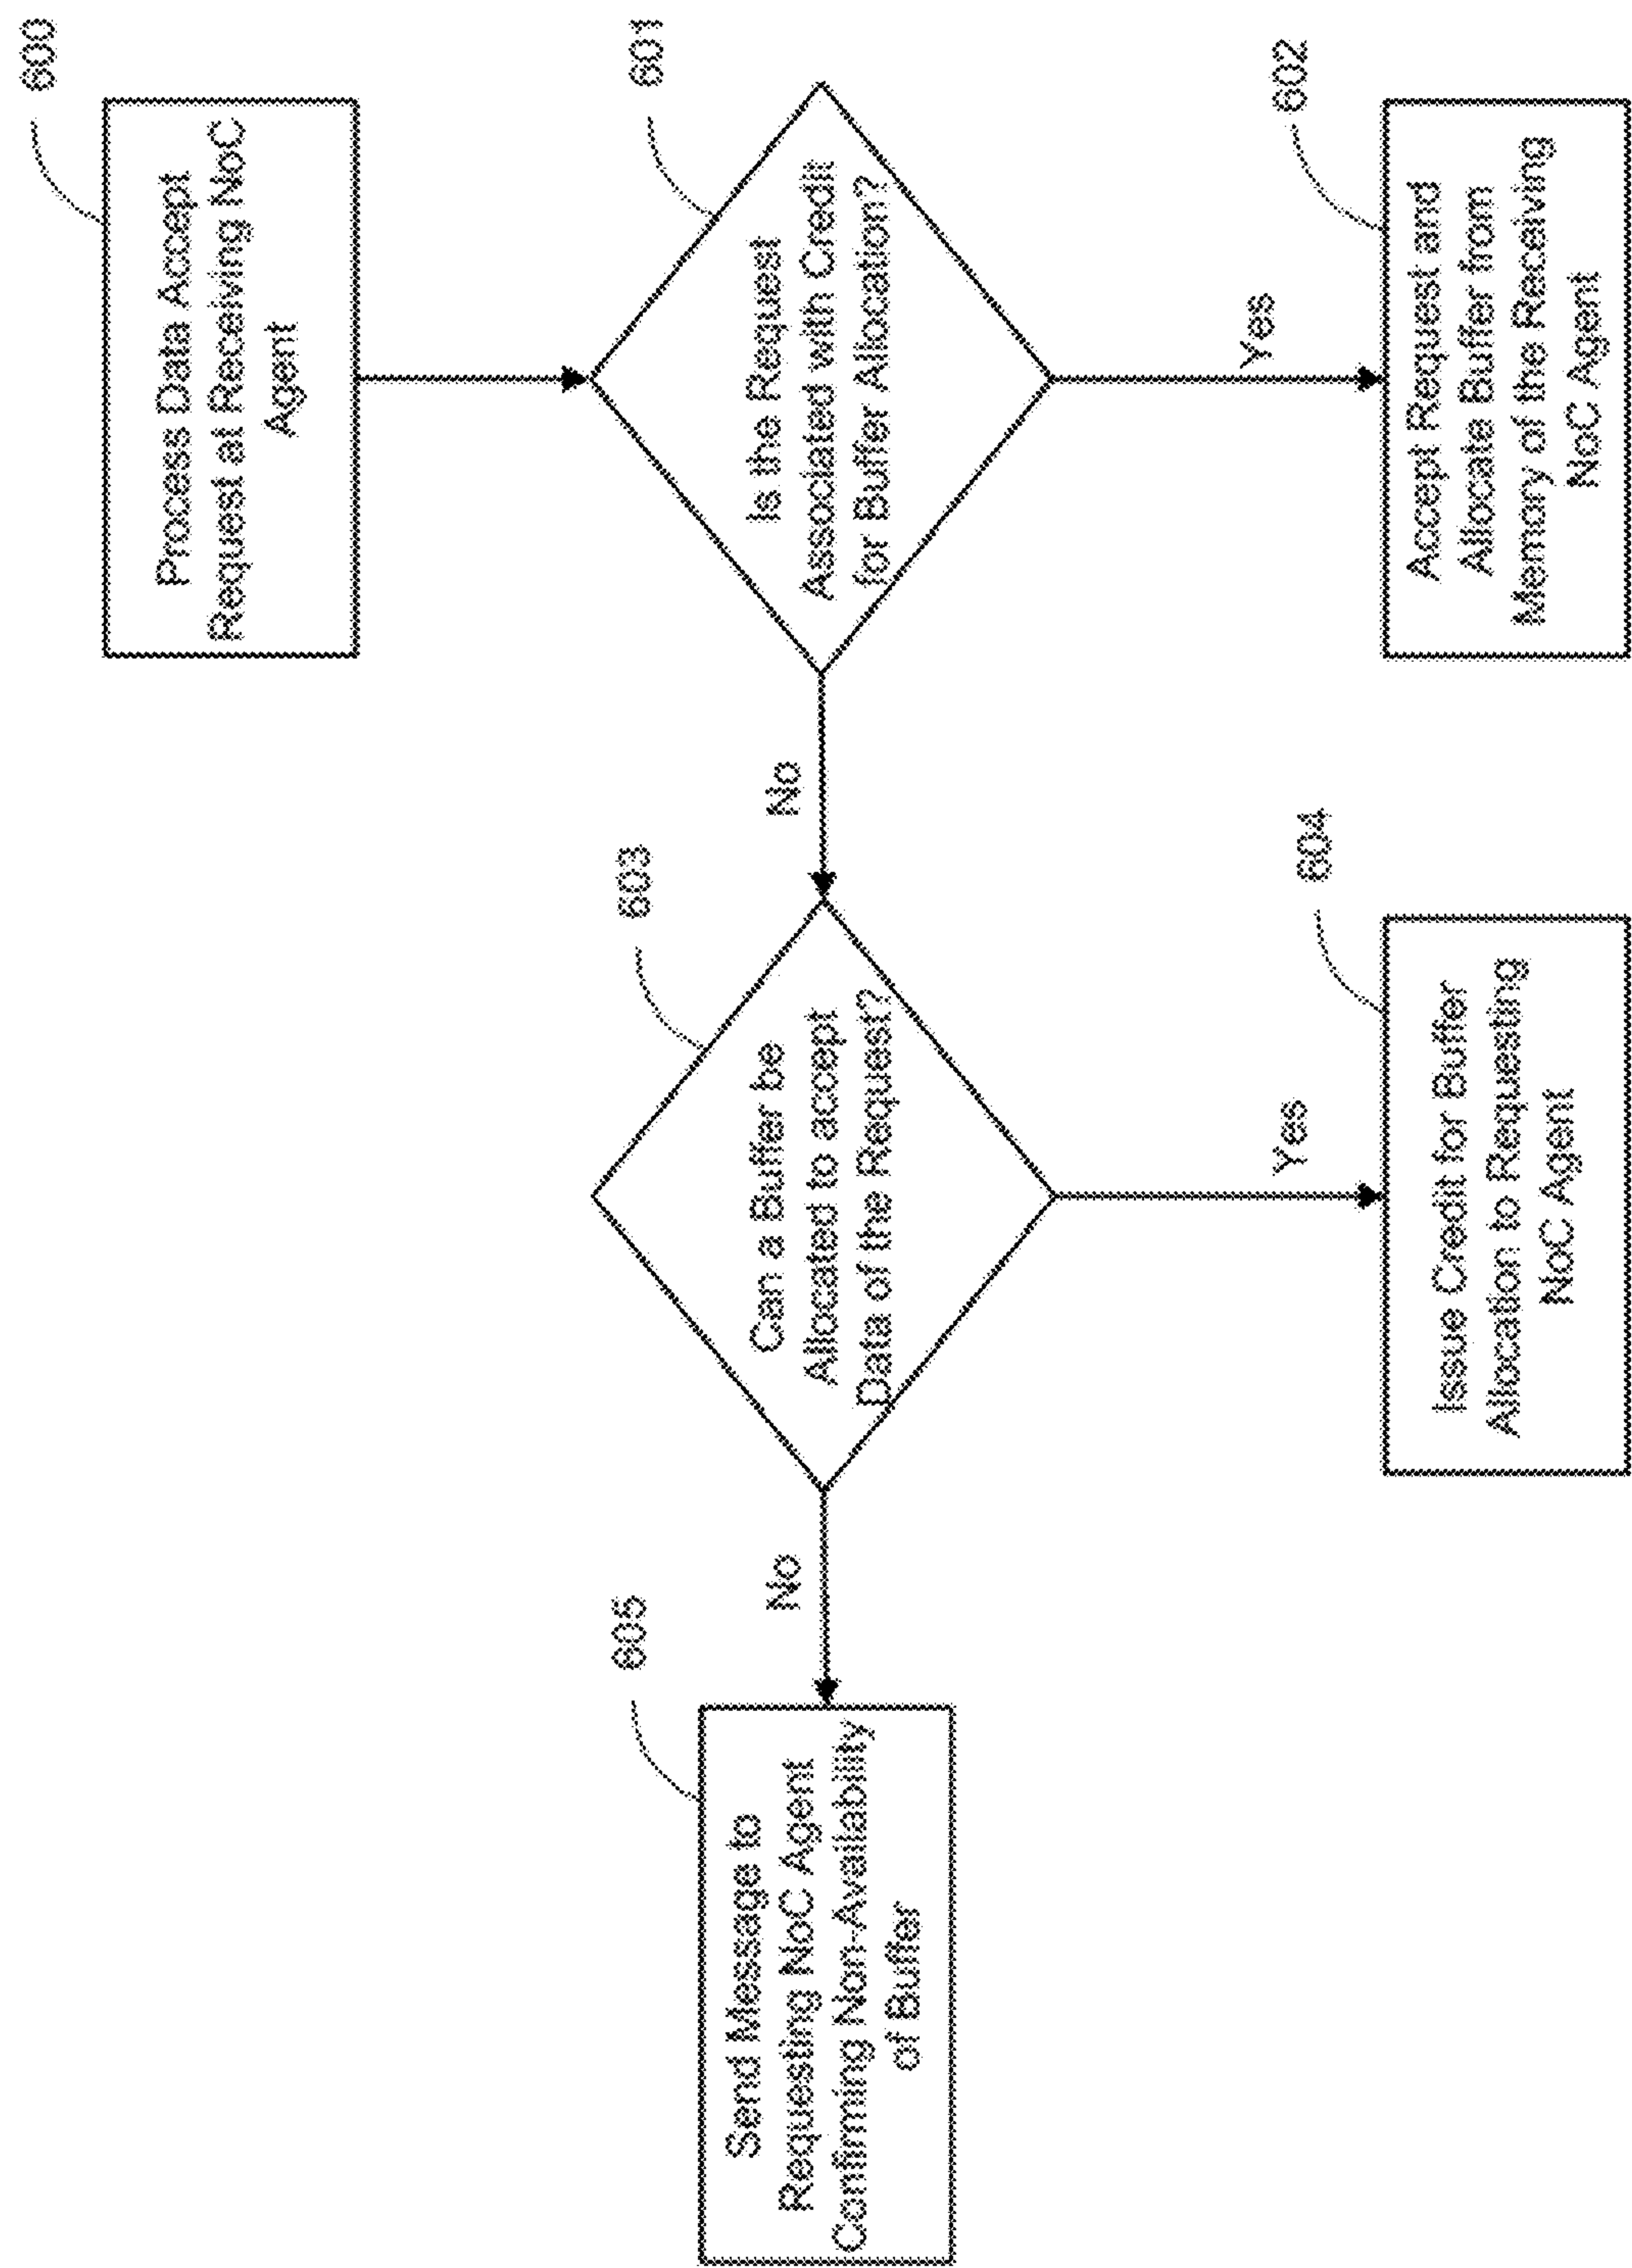 600
Process Data Accept
Request at Receiving NoC
Agent
601
Is the Request
Associated with Credit
for Buffer Allocation?
Yes
602
Accept Request and
Allocate Buffer from
Memory of the Receiving
NoC Agent
No
603
Can a Buffer be
Allocated to accept
Data of the Request?
Yes
604
Issue Credit for Buffer
Allocation to Requesting
NoC Agent
No
605
Send Message to
Requesting NoC Agent
Confirming Non-Availability
of Buffer